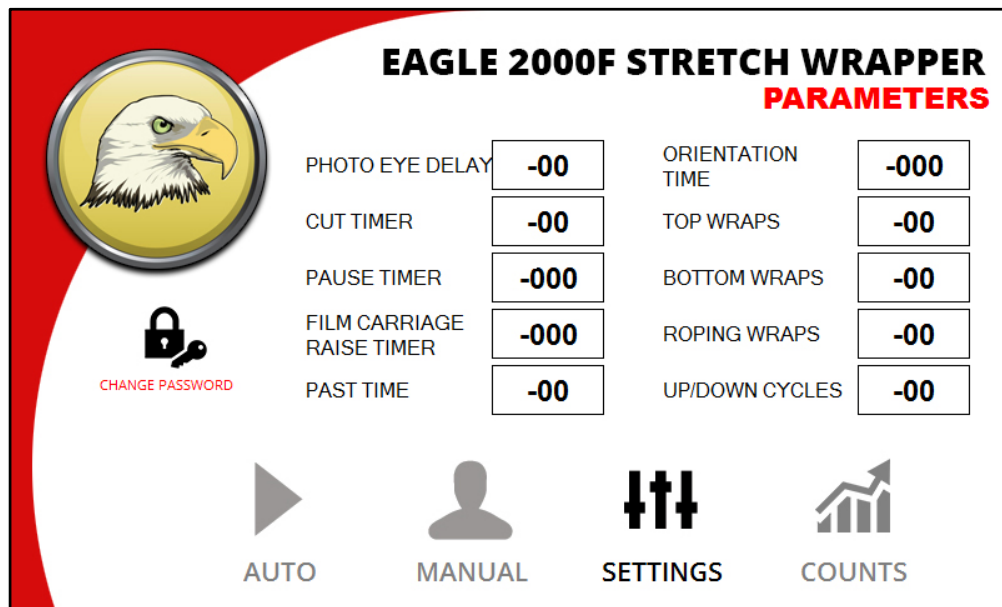 EAGLE 2000F STRETCH WRAPPER
PARAMETERS
PHOTO EYE DELAY -00
CUT TIMER -00
PAUSE TIMER -000
FILM CARRIAGE
RAISE TIMER -000
PAST TIME -00
ORIENTATION
TIME -000
TOP WRAPS -00
BOTTOM WRAPS -00
ROPING WRAPS -00
UP/DOWN CYCLES -00
CHANGE PASSWORD
AUTO MANUAL SETTINGS COUNTS